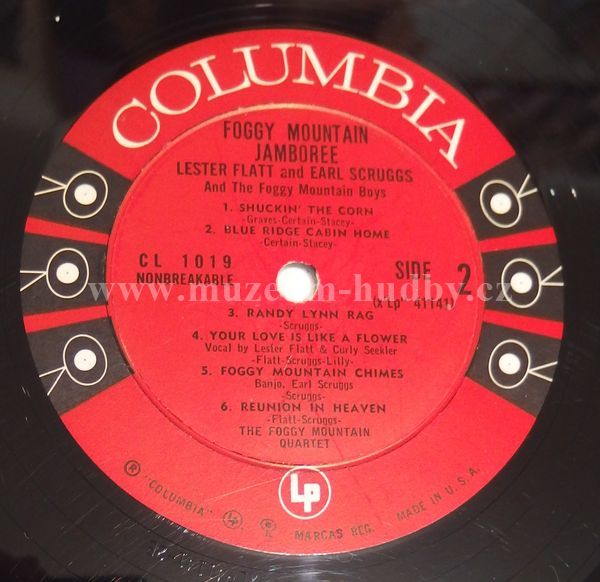 COLUMBIA
FOGGY MOUNTAIN
JAMBOREE
LESTER FLATT and EARL SCRUGGS
And The Foggy Mountain Boys
1. SHUCKIN' THE CORN
-Graves-Certain-Stacey-
2. BLUE RIDGE CABIN HOME
-Certain-Stacey-
CL 1019
NONBREAKABLE
SIDE 2
(x Lp 41141)
www.muzeum-hudby.cz
3. RANDY LYNN RAG
-Scruggs-
4. YOUR LOVE IS LIKE A FLOWER
Vocal by Lester Flatt & Curly Seekler
-Flatt-Scruggs-Lilly-
5. FOGGY MOUNTAIN CHIMES
Banjo, Earl Scruggs
-Scruggs-
6. REUNION IN HEAVEN
-Flatt-Scruggs-
THE FOGGY MOUNTAIN
QUARTET
Lp
® "COLUMBIA" Lp MARCAS REG. MADE IN U.S.A.